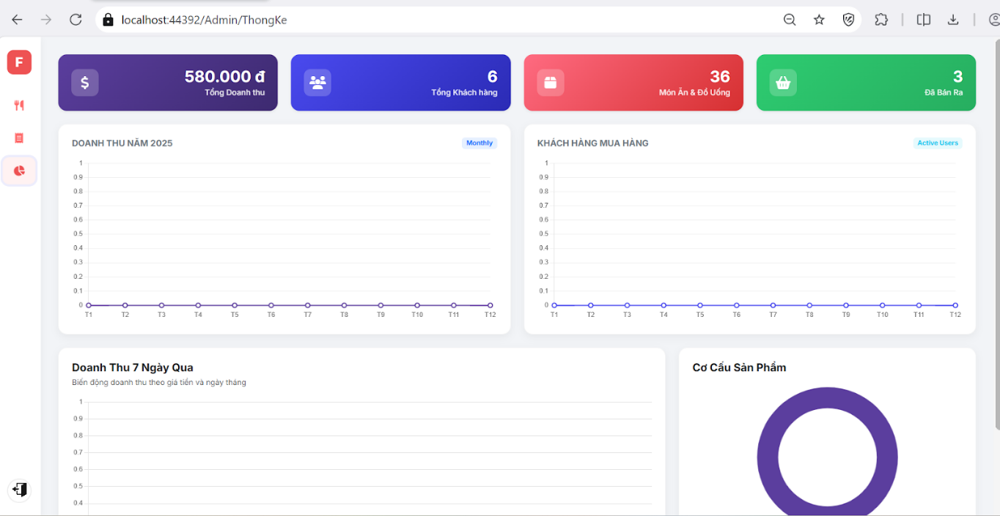 localhost:44392/Admin/ThongKe
F
$
580.000 đ
Tổng Doanh thu
6
Tổng Khách hàng
36
Món Ăn & Đồ Uống
3
Đã Bán Ra
DOANH THU NĂM 2025
Monthly
1
0.9
0.8
0.7
0.6
0.5
0.4
0.3
0.2
0.1
0
T1 T2 T3 T4 T5 T6 T7 T8 T9 T10 T11 T12
KHÁCH HÀNG MUA HÀNG
Active Users
1
0.9
0.8
0.7
0.6
0.5
0.4
0.3
0.2
0.1
0
T1 T2 T3 T4 T5 T6 T7 T8 T9 T10 T11 T12
Doanh Thu 7 Ngày Qua
Biến động doanh thu theo giá tiền và ngày tháng
1
0.9
0.8
0.7
0.6
0.5
0.4
Cơ Cấu Sản Phẩm